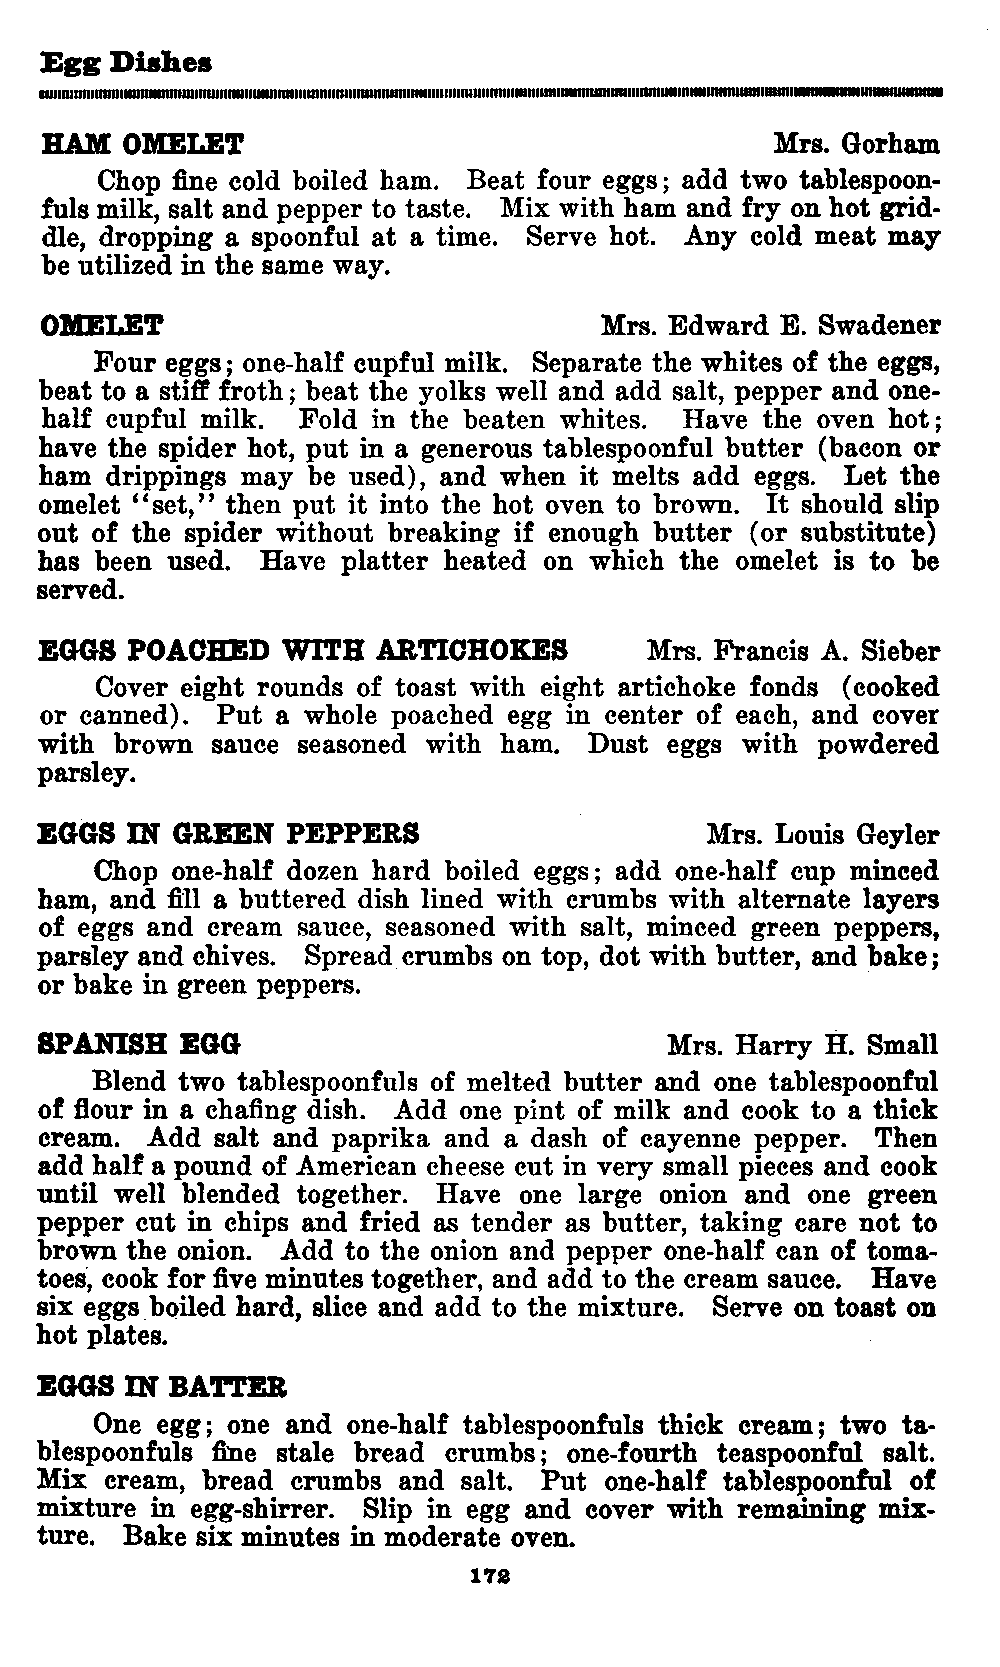 Egg Dishes
HAM OMELET Mrs. Gorham
Chop fine cold boiled ham. Beat four eggs; add two tablespoon-
fuls milk, salt and pepper to taste. Mix with ham and fry on hot grid-
dle, dropping a spoonful at a time. Serve hot. Any cold meat may
be utilized in the same way.
OMELET Mrs. Edward E. Swadener
Four eggs; one-half cupful milk. Separate the whites of the eggs,
beat to a stiff froth; beat the yolks well and add salt, pepper and one-
half cupful milk. Fold in the beaten whites. Have the oven hot;
have the spider hot, put in a generous tablespoonful butter (bacon or
ham drippings may be used), and when it melts add eggs. Let the
omelet "set," then put it into the hot oven to brown. It should slip
out of the spider without breaking if enough butter (or substitute)
has been used. Have platter heated on which the omelet is to be
served.
EGGS POACHED WITH ARTICHOKES Mrs. Francis A. Sieber
Cover eight rounds of toast with eight artichoke fonds (cooked
or canned). Put a whole poached egg in center of each, and cover
with brown sauce seasoned with ham. Dust eggs with powdered
parsley.
EGGS IN GREEN PEPPERS Mrs. Louis Geyler
Chop one-half dozen hard boiled eggs; add one-half cup minced
ham, and fill a buttered dish lined with crumbs with alternate layers
of eggs and cream sauce, seasoned with salt, minced green peppers,
parsley and chives. Spread crumbs on top, dot with butter, and bake;
or bake in green peppers.
SPANISH EGG Mrs. Harry H. Small
Blend two tablespoonfuls of melted butter and one tablespoonful
of flour in a chafing dish. Add one pint of milk and cook to a thick
cream. Add salt and paprika and a dash of cayenne pepper. Then
add half a pound of American cheese cut in very small pieces and cook
until well blended together. Have one large onion and one green
pepper cut in chips and fried as tender as butter, taking care not to
brown the onion. Add to the onion and pepper one-half can of toma-
toes, cook for five minutes together, and add to the cream sauce. Have
six eggs boiled hard, slice and add to the mixture. Serve on toast on
hot plates.
EGGS IN BATTER
One egg; one and one-half tablespoonfuls thick cream; two ta-
blespoonfuls fine stale bread crumbs; one-fourth teaspoonful salt.
Mix cream, bread crumbs and salt. Put one-half tablespoonful of
mixture in egg-shirrer. Slip in egg and cover with remaining mix-
ture. Bake six minutes in moderate oven.
172